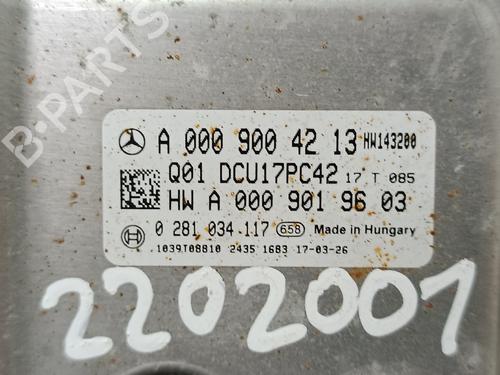 B-PARTS
A 000 900 42 13 HW143200
Q01 DCU17PC42 17 T 085
HW A 000 901 96 03
0 281 034 117 658 Made in Hungary
1039T08810 2435 1683 17-03-26
2202001